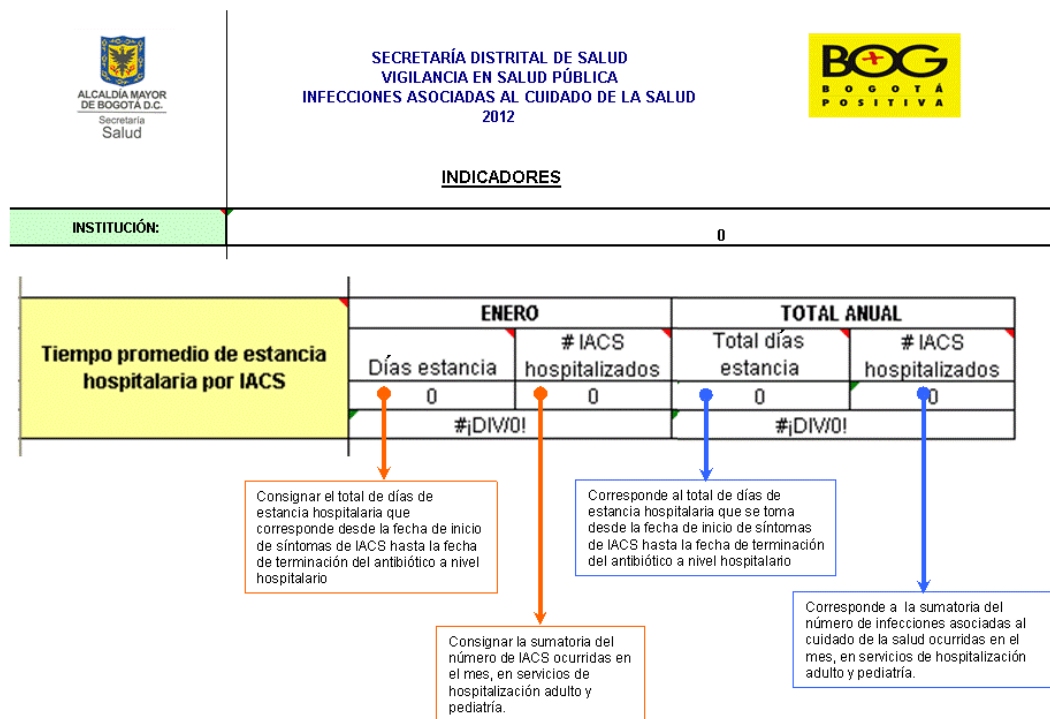 ALCALDÍA MAYOR
DE BOGOTÁ D.C.
Secretaría
Salud
SECRETARÍA DISTRITAL DE SALUD
VIGILANCIA EN SALUD PÚBLICA
INFECCIONES ASOCIADAS AL CUIDADO DE LA SALUD
2012
BOG
BOGOTÁ
POSITIVA
INDICADORES
INSTITUCIÓN:
0
Tiempo promedio de estancia
hospitalaria por IACS
ENERO
TOTAL ANUAL
Días estancia
# IACS
hospitalizados
Total días
estancia
# IACS
hospitalizados
0
0
0
0
#¡DIV/0!
#¡DIV/0!
Consignar el total de días de
estancia hospitalaria que
corresponde desde la fecha de inicio
de síntomas de IACS hasta la fecha
de terminación del antibiótico a nivel
hospitalario
Corresponde al total de días de
estancia hospitalaria que se toma
desde la fecha de inicio de síntomas
de IACS hasta la fecha de terminación
del antibiótico a nivel hospitalario
Consignar la sumatoria del
número de IACS ocurridas en
el mes, en servicios de
hospitalización adulto y
pediatría.
Corresponde a la sumatoria del
número de infecciones asociadas al
cuidado de la salud ocurridas en el
mes, en servicios de hospitalización
adulto y pediatría.